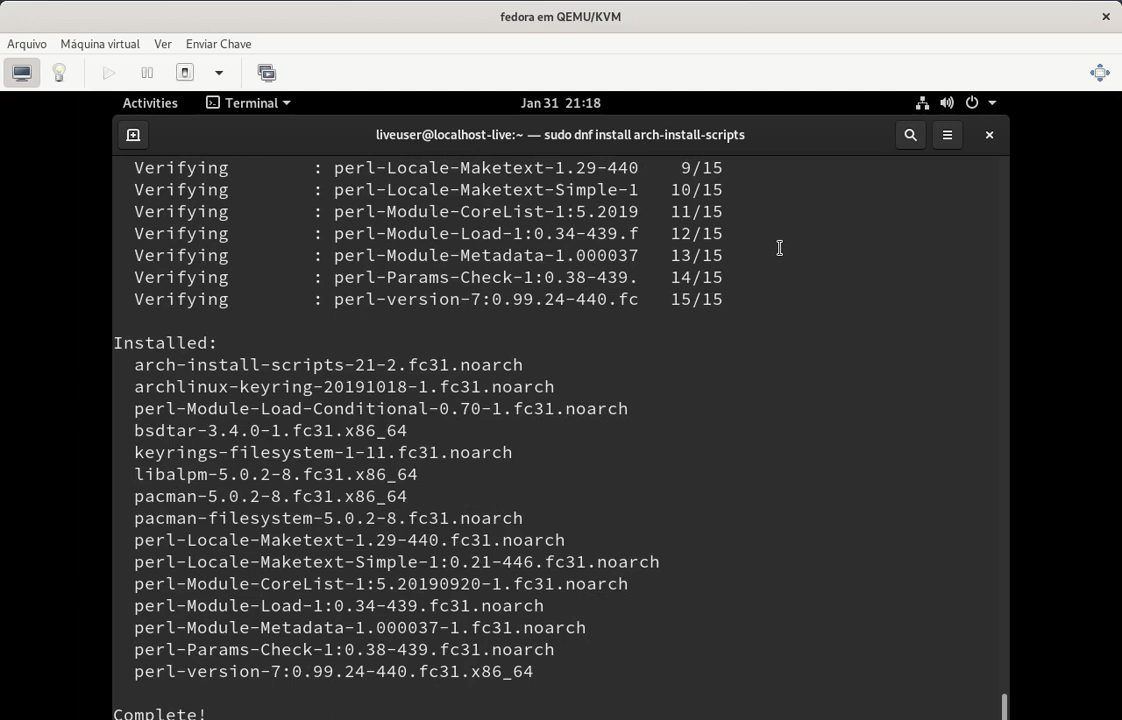 fedora em QEMU/KVM
Arquivo Máquina virtual Ver Enviar Chave
Activities Terminal Jan 31 21:18
liveuser@localhost-live:~ — sudo dnf install arch-install-scripts
Verifying : perl-Locale-Maketext-1.29-440 9/15
Verifying : perl-Locale-Maketext-Simple-1 10/15
Verifying : perl-Module-CoreList-1:5.2019 11/15
Verifying : perl-Module-Load-1:0.34-439.f 12/15
Verifying : perl-Module-Metadata-1.000037 13/15
Verifying : perl-Params-Check-1:0.38-439. 14/15
Verifying : perl-version-7:0.99.24-440.fc 15/15
Installed:
arch-install-scripts-21-2.fc31.noarch
archlinux-keyring-20191018-1.fc31.noarch
perl-Module-Load-Conditional-0.70-1.fc31.noarch
bsdtar-3.4.0-1.fc31.x86_64
keyrings-filesystem-1-11.fc31.noarch
libalpm-5.0.2-8.fc31.x86_64
pacman-5.0.2-8.fc31.x86_64
pacman-filesystem-5.0.2-8.fc31.noarch
perl-Locale-Maketext-1.29-440.fc31.noarch
perl-Locale-Maketext-Simple-1:0.21-446.fc31.noarch
perl-Module-CoreList-1:5.20190920-1.fc31.noarch
perl-Module-Load-1:0.34-439.fc31.noarch
perl-Module-Metadata-1.000037-1.fc31.noarch
perl-Params-Check-1:0.38-439.fc31.noarch
perl-version-7:0.99.24-440.fc31.x86_64
Complete!